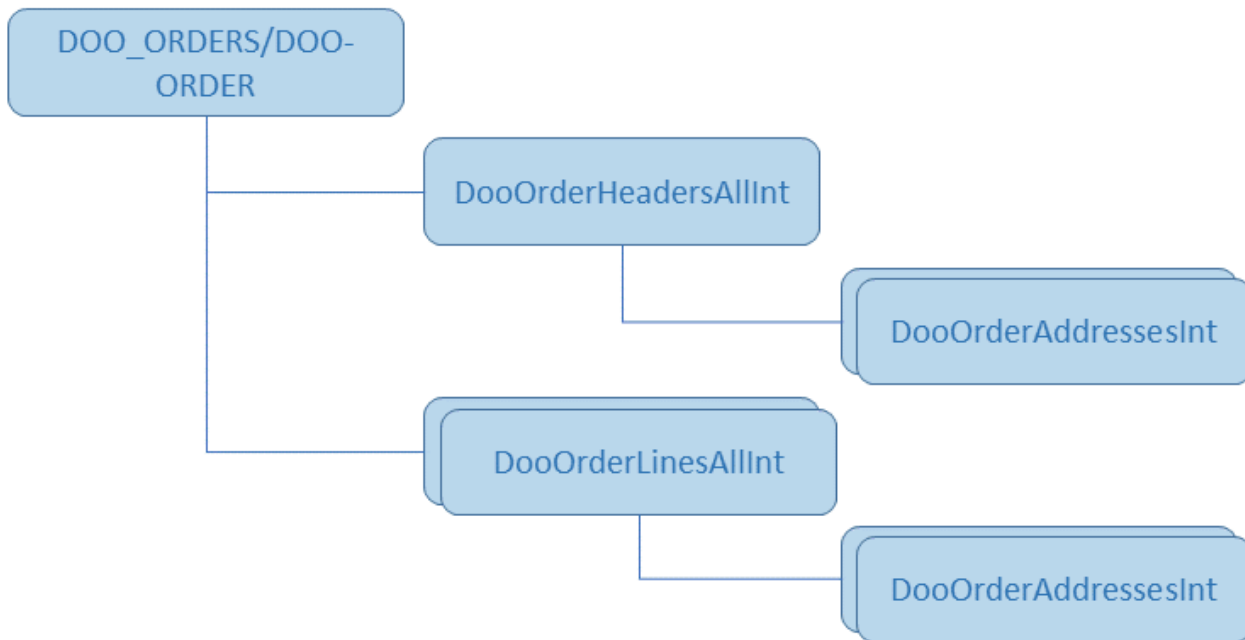 DOO_ORDERS/DOO-
ORDER
DooOrderHeadersAllInt
DooOrderAddressesInt
DooOrderLinesAllInt
DooOrderAddressesInt